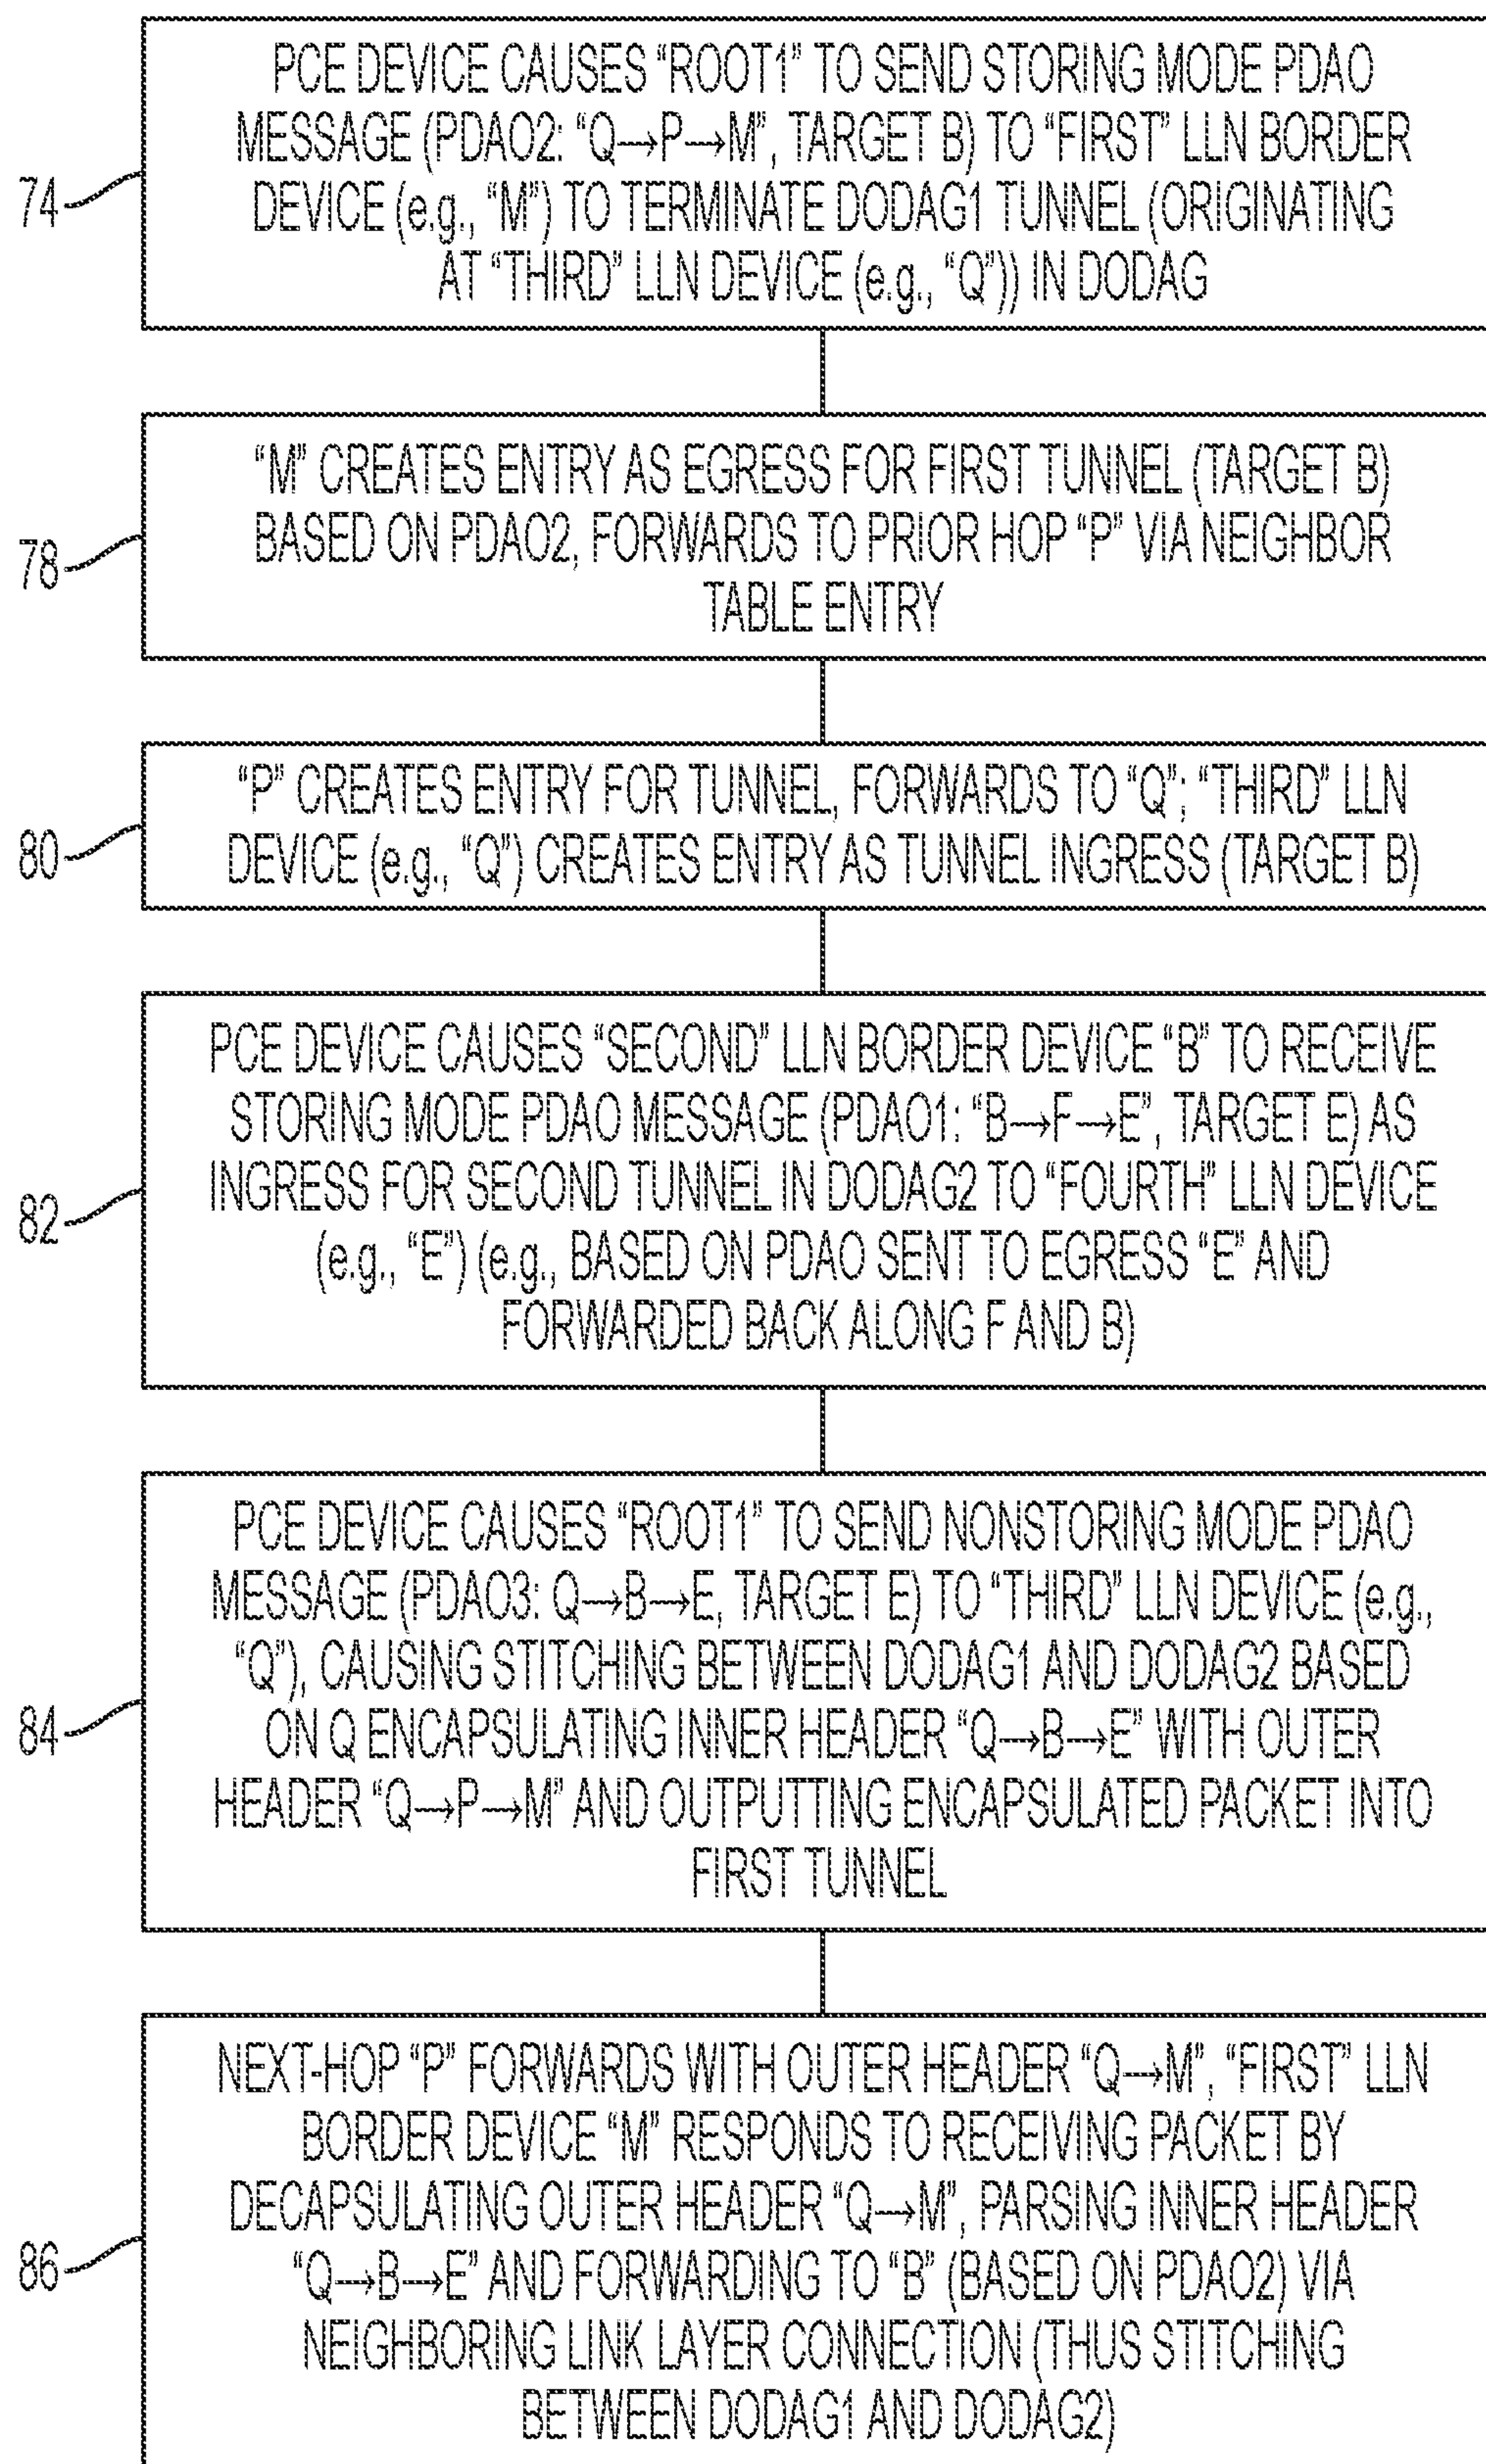 PCE DEVICE CAUSES “ROOT1” TO SEND STORING MODE PDAO
MESSAGE (PDAO2: “Q→P→M”, TARGET B) TO “FIRST” LLN BORDER
DEVICE (e.g., “M”) TO TERMINATE DODAG1 TUNNEL (ORIGINATING
AT “THIRD” LLN DEVICE (e.g., “Q”)) IN DODAG
74
“M” CREATES ENTRY AS EGRESS FOR FIRST TUNNEL (TARGET B)
BASED ON PDAO2, FORWARDS TO PRIOR HOP “P” VIA NEIGHBOR
TABLE ENTRY
78
“P” CREATES ENTRY FOR TUNNEL, FORWARDS TO “Q”; “THIRD” LLN
DEVICE (e.g., “Q”) CREATES ENTRY AS TUNNEL INGRESS (TARGET B)
80
PCE DEVICE CAUSES “SECOND” LLN BORDER DEVICE “B” TO RECEIVE
STORING MODE PDAO MESSAGE (PDAO1: “B→F→E”, TARGET E) AS
INGRESS FOR SECOND TUNNEL IN DODAG2 TO “FOURTH” LLN DEVICE
(e.g., “E”) (e.g., BASED ON PDAO SENT TO EGRESS “E” AND
FORWARDED BACK ALONG F AND B)
82
PCE DEVICE CAUSES “ROOT1” TO SEND NONSTORING MODE PDAO
MESSAGE (PDAO3: Q→B→E, TARGET E) TO “THIRD” LLN DEVICE (e.g.,
“Q”), CAUSING STITCHING BETWEEN DODAG1 AND DODAG2 BASED
ON Q ENCAPSULATING INNER HEADER “Q→B→E” WITH OUTER
HEADER “Q→P→M” AND OUTPUTTING ENCAPSULATED PACKET INTO
FIRST TUNNEL
84
NEXT-HOP “P” FORWARDS WITH OUTER HEADER “Q→M”, “FIRST” LLN
BORDER DEVICE “M” RESPONDS TO RECEIVING PACKET BY
DECAPSULATING OUTER HEADER “Q→M”, PARSING INNER HEADER
“Q→B→E” AND FORWARDING TO “B” (BASED ON PDAO2) VIA
NEIGHBORING LINK LAYER CONNECTION (THUS STITCHING
BETWEEN DODAG1 AND DODAG2)
86